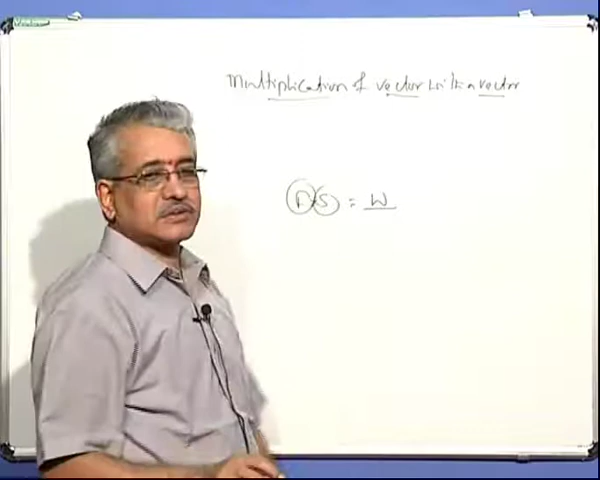 Multiplication of vector with a vector
F S = W